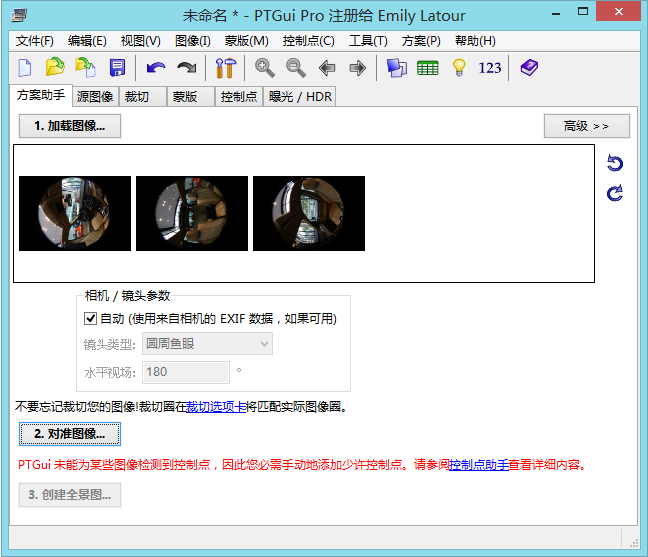 未命名 * - PTGui Pro 注册给 Emily Latour
文件(F) 编辑(E) 视图(V) 图像(I) 蒙版(M) 控制点(C) 工具(T) 方案(P) 帮助(H)
123
方案助手 源图像 裁切 蒙版 控制点 曝光 / HDR
1. 加载图像... 高级 >>
相机 / 镜头参数
自动 (使用来自相机的 EXIF 数据，如果可用)
镜头类型: 圆周鱼眼
水平视场: 180 °
不要忘记裁切您的图像!裁切圆在裁切选项卡将匹配实际图像圆。
2. 对准图像...
PTGui 未能为某些图像检测到控制点，因此您必需手动地添加少许控制点。请参阅控制点助手查看详细内容。
3. 创建全景图...